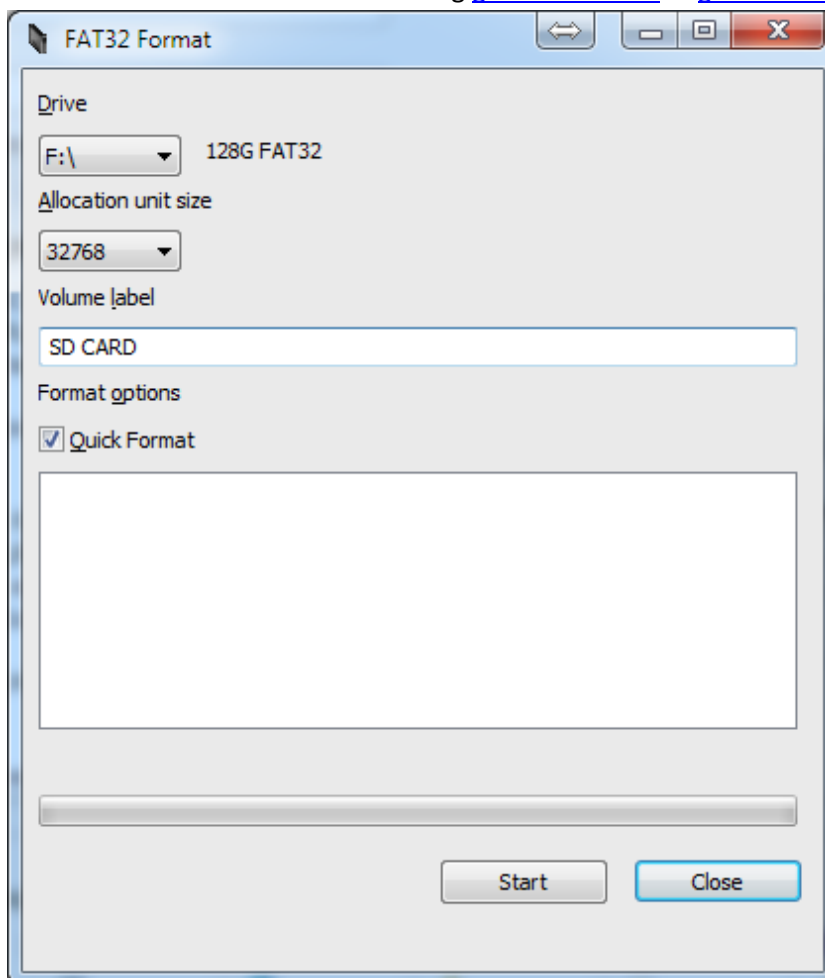 FAT32 Format
Drive
F:\ 128G FAT32
Allocation unit size
32768
Volume label
SD CARD
Format options
Quick Format
Start Close